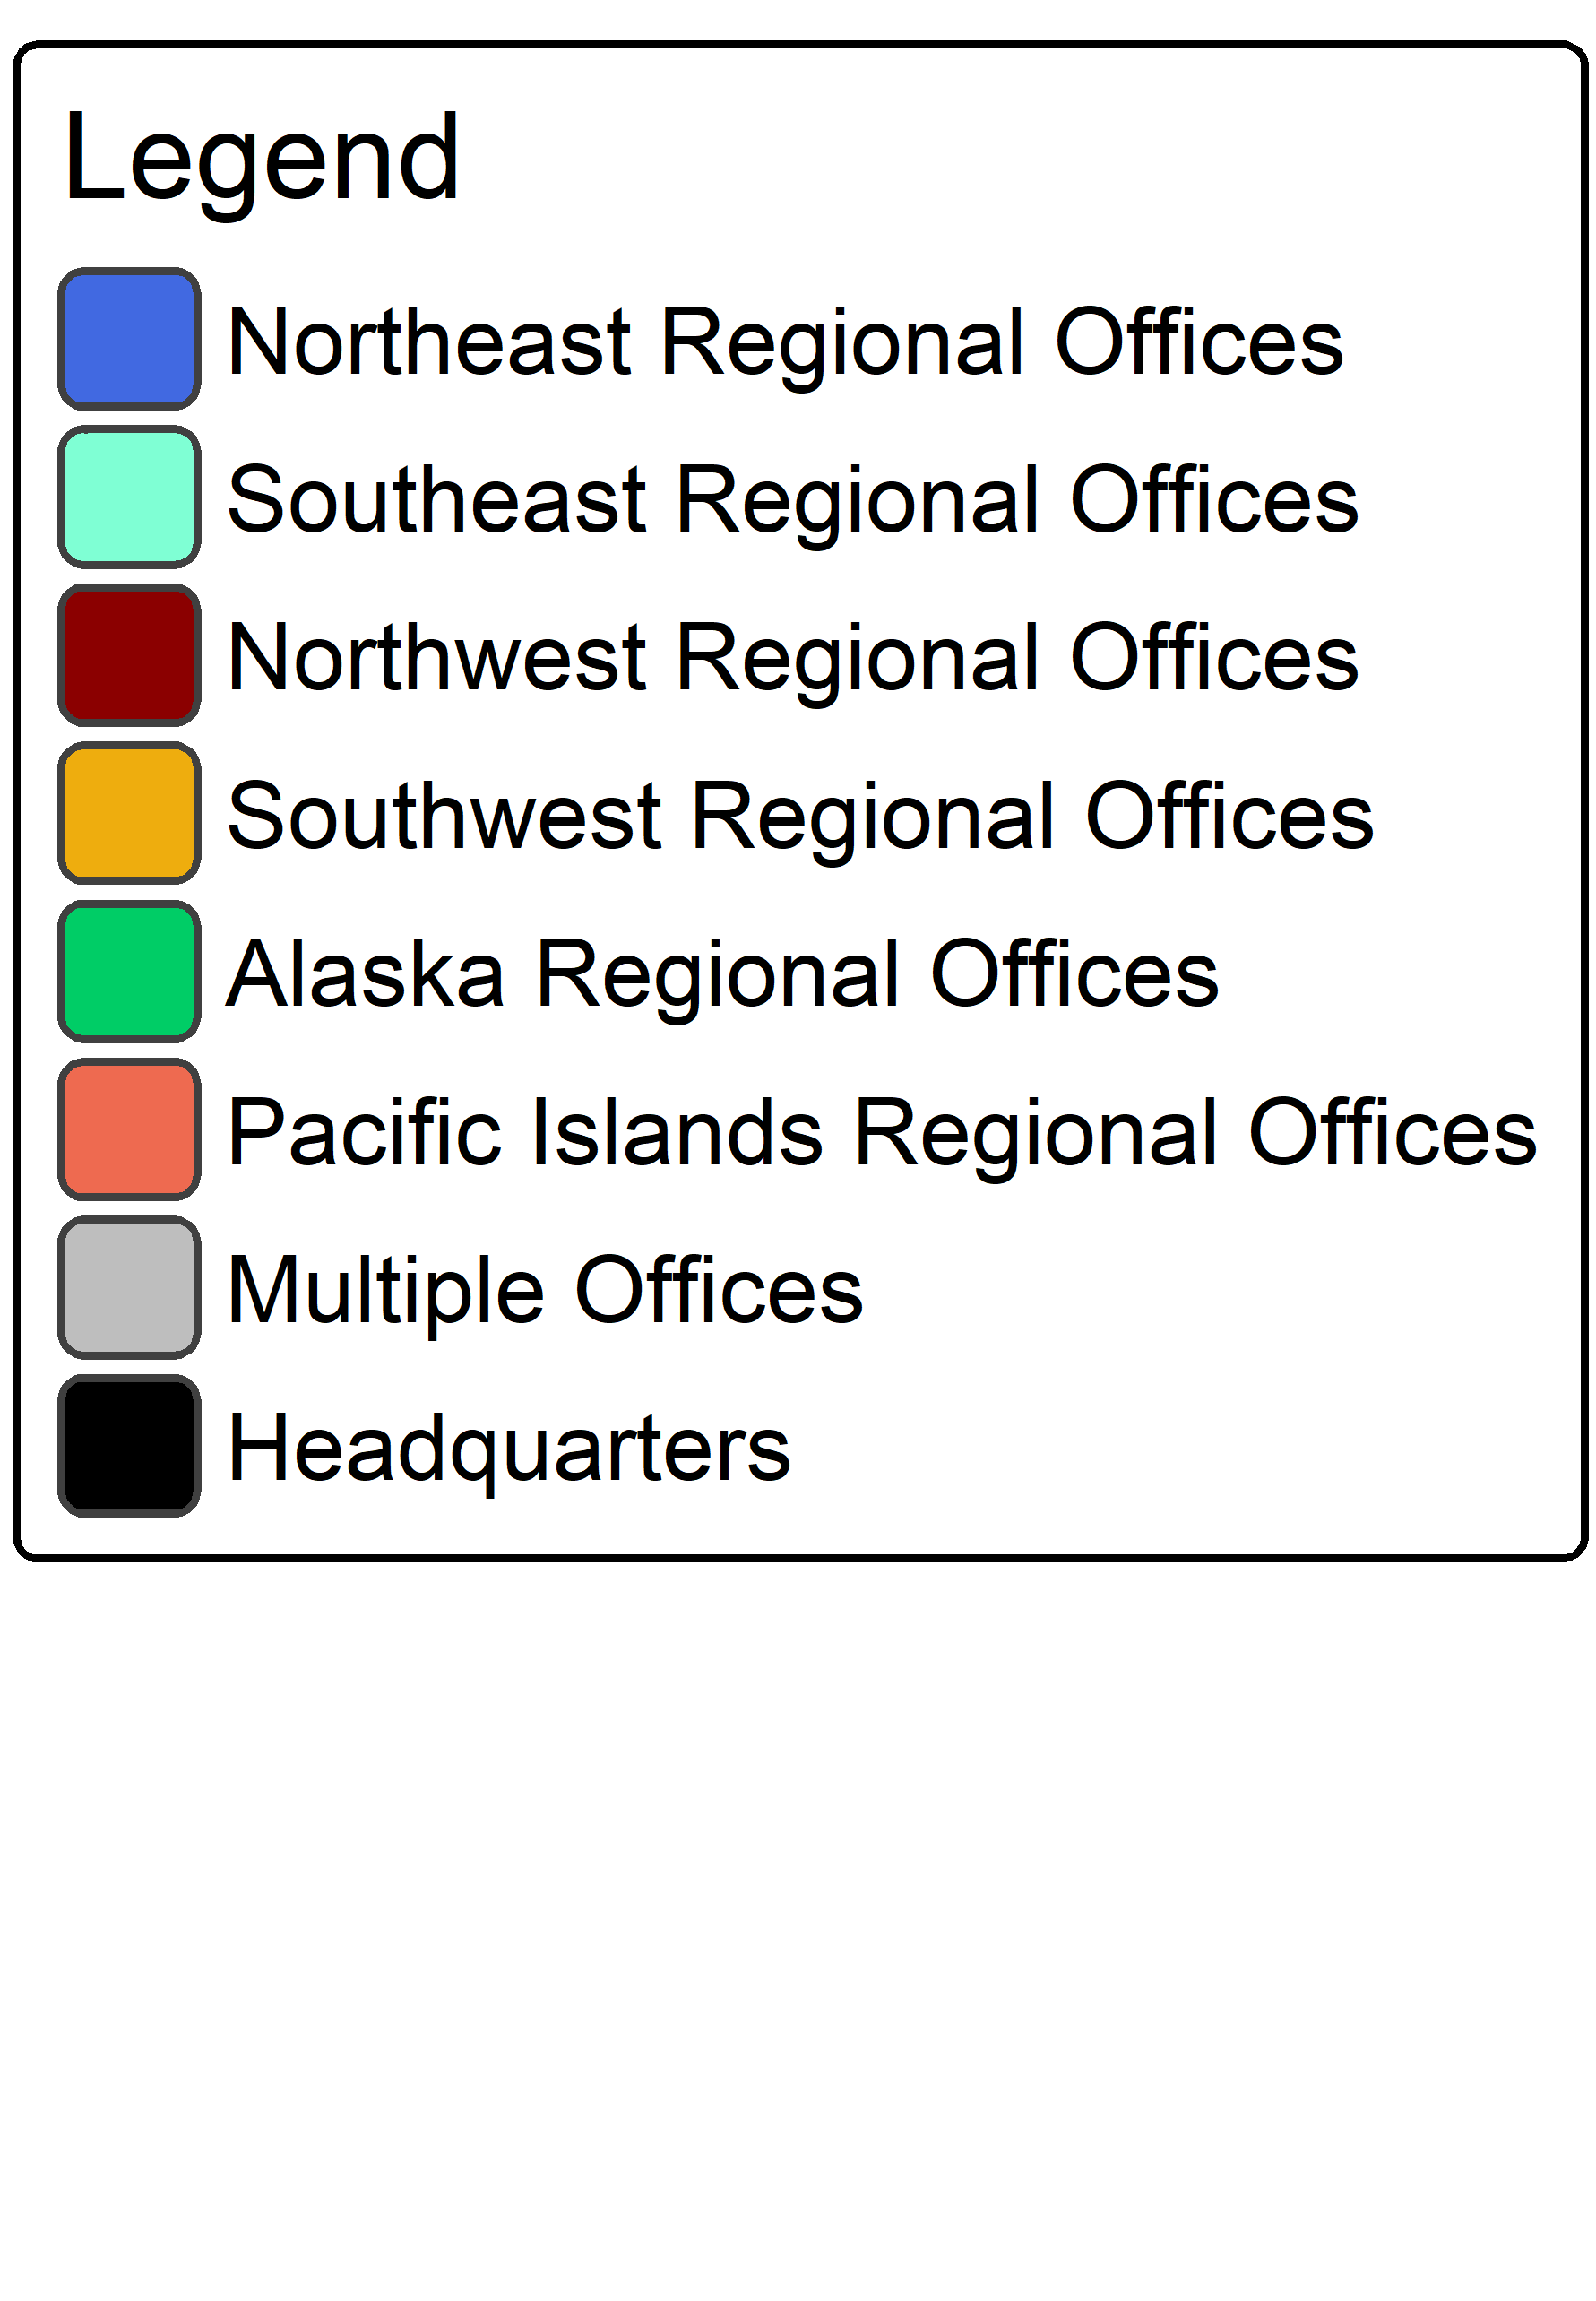 Legend
Northeast Regional Offices
Southeast Regional Offices
Northwest Regional Offices
Southwest Regional Offices
Alaska Regional Offices
Pacific Islands Regional Offices
Multiple Offices
Headquarters